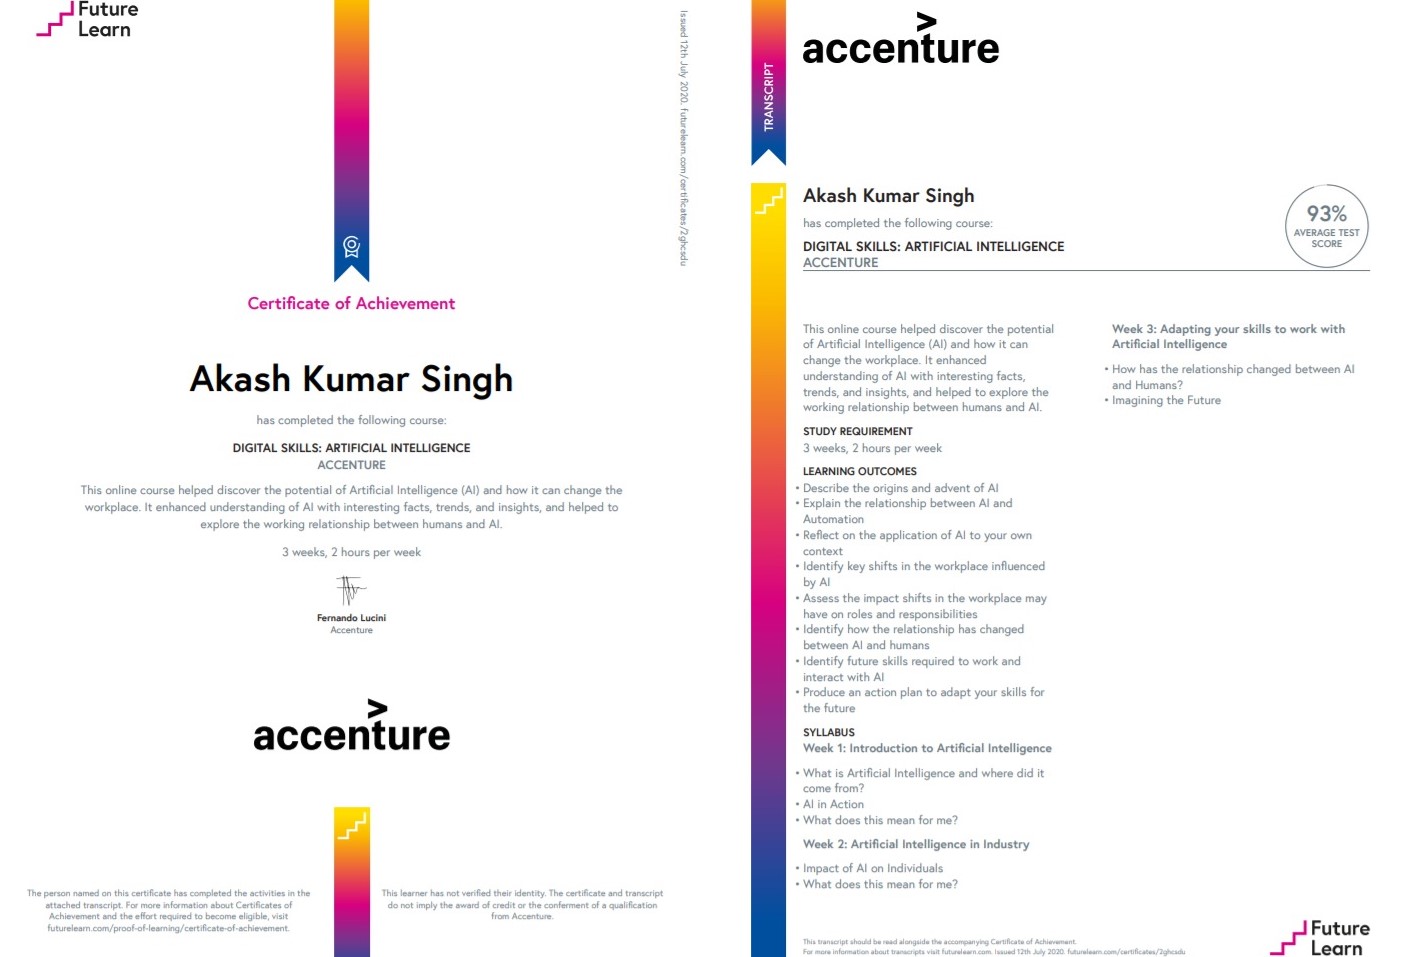 Future
Learn
Issued 12th July 2020. futurelearn.com/certificates/2ghcsdu
Certificate of Achievement
Akash Kumar Singh
has completed the following course:
DIGITAL SKILLS: ARTIFICIAL INTELLIGENCE
ACCENTURE
This online course helped discover the potential of Artificial Intelligence (AI) and how it can change the
workplace. It enhanced understanding of AI with interesting facts, trends, and insights, and helped to
explore the working relationship between humans and AI.
3 weeks, 2 hours per week
Fernando Lucini
Accenture
>
accenture
The person named on this certificate has completed the activities in the
attached transcript. For more information about Certificates of
Achievement and the effort required to become eligible, visit
futurelearn.com/proof-of-learning/certificate-of-achievement.
This learner has not verified their identity. The certificate and transcript
do not imply the award of credit or the conferment of a qualification
from Accenture.
TRANSCRIPT
>
accenture
Akash Kumar Singh
has completed the following course:
DIGITAL SKILLS: ARTIFICIAL INTELLIGENCE
ACCENTURE
93%
AVERAGE TEST
SCORE
This online course helped discover the potential
of Artificial Intelligence (AI) and how it can
change the workplace. It enhanced
understanding of AI with interesting facts,
trends, and insights, and helped to explore the
working relationship between humans and AI.
STUDY REQUIREMENT
3 weeks, 2 hours per week
LEARNING OUTCOMES
• Describe the origins and advent of AI
• Explain the relationship between AI and
Automation
• Reflect on the application of AI to your own
context
• Identify key shifts in the workplace influenced
by AI
• Assess the impact shifts in the workplace may
have on roles and responsibilities
• Identify how the relationship has changed
between AI and humans
• Identify future skills required to work and
interact with AI
• Produce an action plan to adapt your skills for
the future
SYLLABUS
Week 1: Introduction to Artificial Intelligence
• What is Artificial Intelligence and where did it
come from?
• AI in Action
• What does this mean for me?
Week 2: Artificial Intelligence in Industry
• Impact of AI on Individuals
• What does this mean for me?
Week 3: Adapting your skills to work with
Artificial Intelligence
• How has the relationship changed between AI
and Humans?
• Imagining the Future
This transcript should be read alongside the accompanying Certificate of Achievement.
For more information about transcripts visit futurelearn.com. Issued 12th July 2020. futurelearn.com/certificates/2ghcsdu
Future
Learn